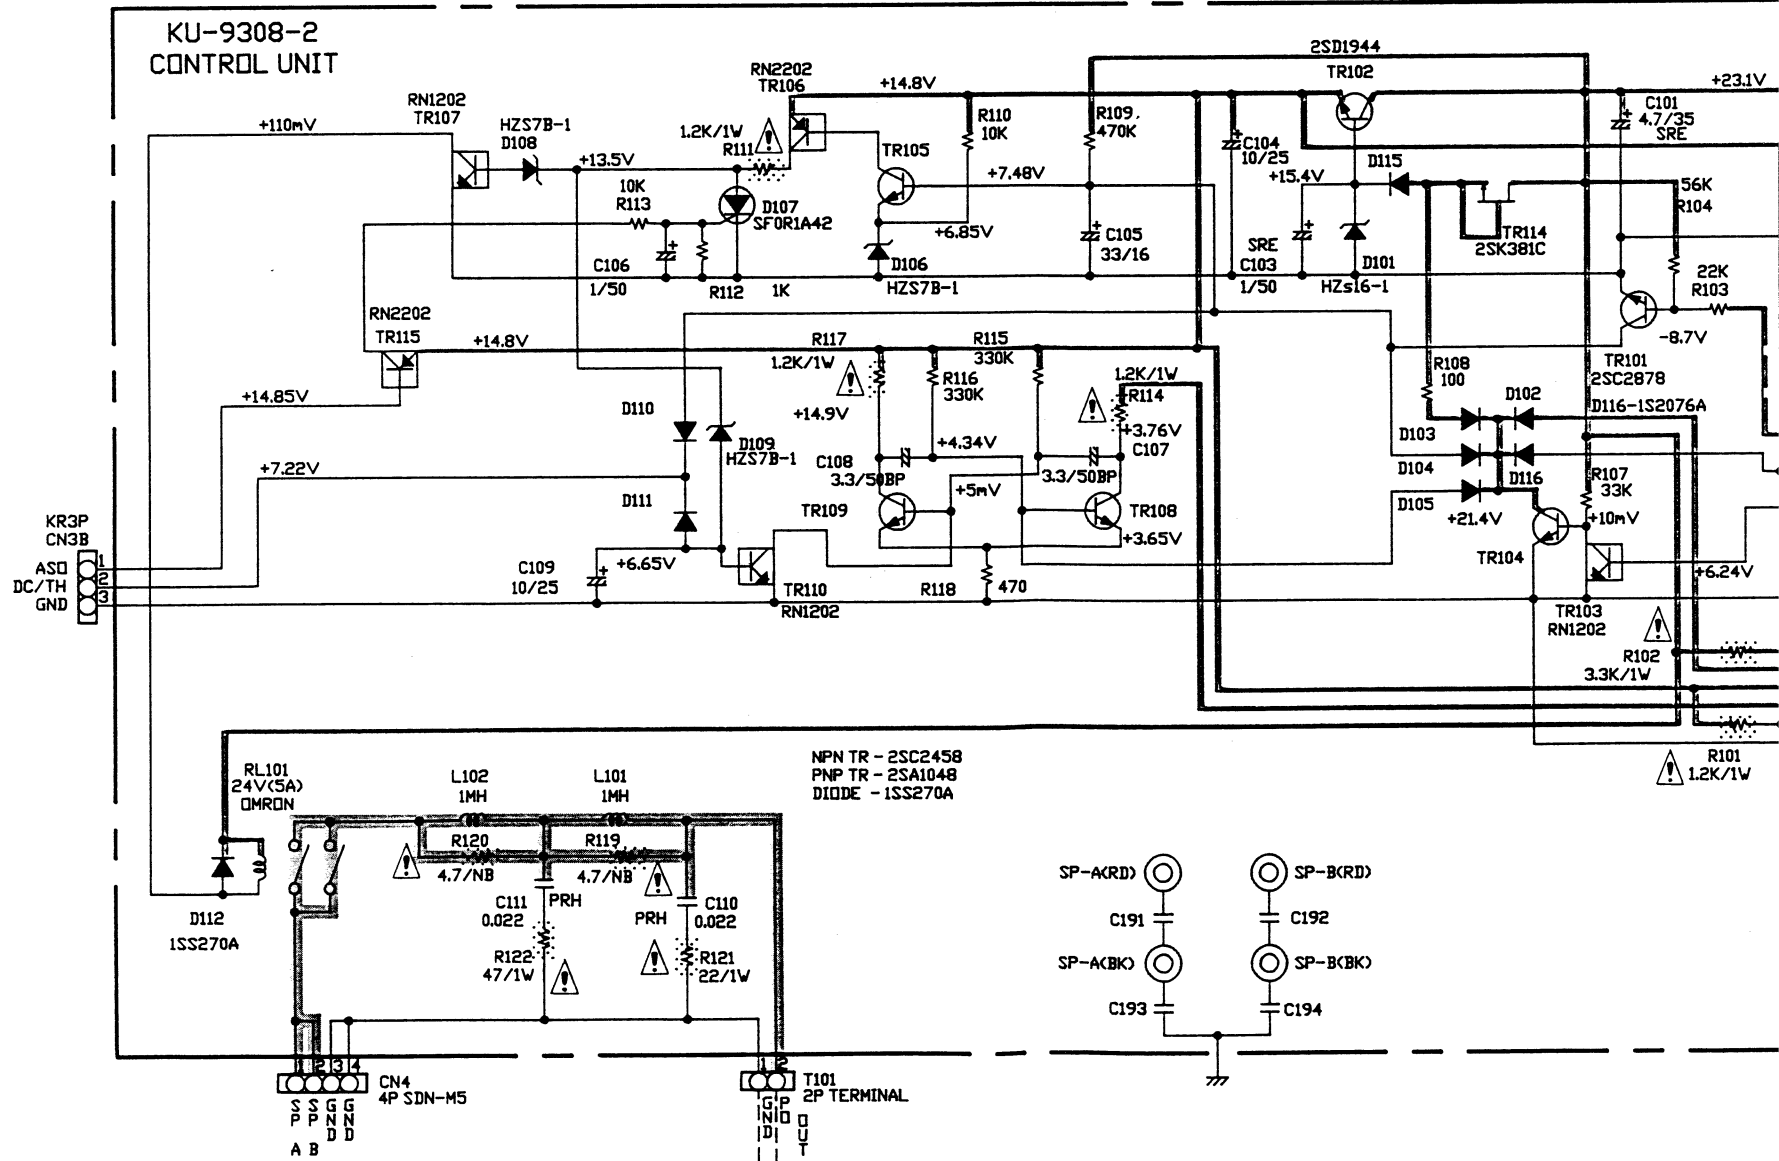 KU-9308-2
CONTROL UNIT
2SD1944
TR102
RN2202
TR106
+14.8V
+23.1V
RN1202
TR107
+110mV
HZS7B-1
D108
1.2K/1W
R111
R110
10K
R109
470K
C104
10/25
C101
4.7/35
SRE
TR105
+13.5V
+7.48V
D115
+15.4V
10K
R113
D107
SF0R1A42
56K
R104
+6.85V
C105
33/16
SRE
C103
1/50
TR114
2SK381C
C106
1/50
R112
1K
D106
HZS7B-1
D101
HZs16-1
22K
R103
RN2202
TR115
+14.8V
R117
1.2K/1W
R115
330K
R116
330K
-8.7V
TR101
2SC2878
R108
100
1.2K/1W
R114
+14.85V
D110
+14.9V
+3.76V
D102
D116-1S2076A
D103
D109
HZS7B-1
+4.34V
C107
3.3/50BP
C108
3.3/50BP
+7.22V
D104
D116
R107
33K
D111
+5mV
D105
+21.4V
+10mV
TR109
TR108
+3.65V
TR104
KR3P
CN3B
ASO
DC/TH
GND
1
2
3
C109
10/25
+6.65V
TR110
RN1202
R118
470
+6.24V
TR103
RN1202
R102
3.3K/1W
R101
1.2K/1W
NPN TR - 2SC2458
PNP TR - 2SA1048
DIODE - 1SS270A
RL101
24V(5A)
OMRON
L102
1MH
L101
1MH
R120
4.7/NB
R119
4.7/NB
D112
1SS270A
C111
0.022
PRH
PRH
C110
0.022
R122
47/1W
R121
22/1W
SP-A(RD)
SP-B(RD)
C191
C192
SP-A(BK)
SP-B(BK)
C193
C194
1
2
3
4
CN4
4P SDN-M5
SP A
SP B
GND
GND
1
2
T101
2P TERMINAL
GND
PO OUT